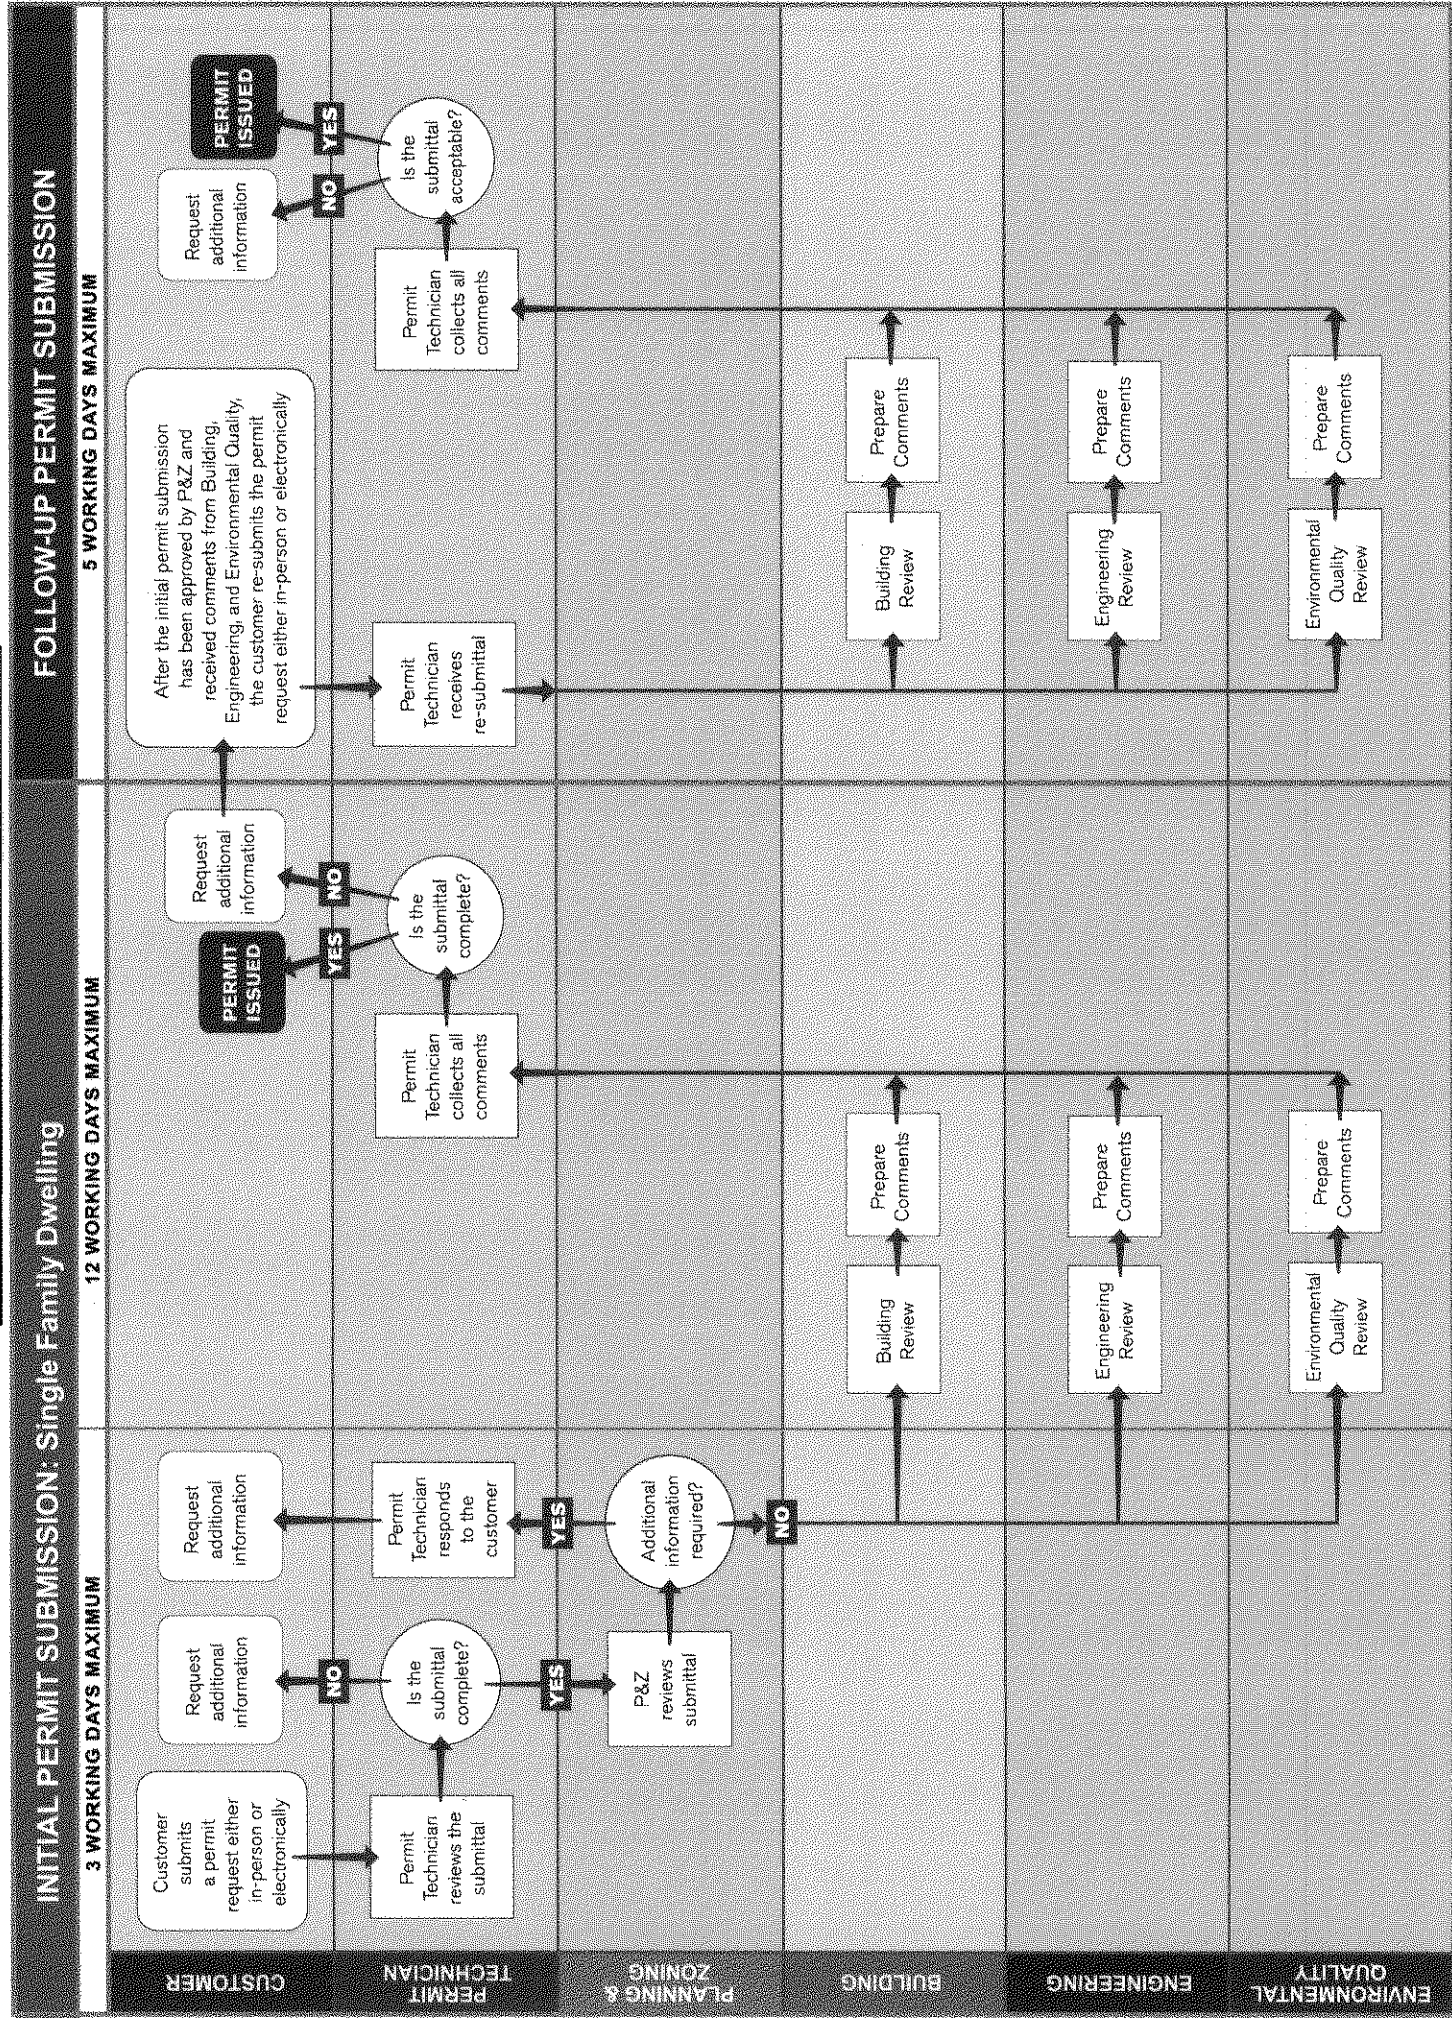 INITIAL PERMIT SUBMISSION: Single Family Dwelling
FOLLOW-UP PERMIT SUBMISSION
3 WORKING DAYS MAXIMUM
12 WORKING DAYS MAXIMUM
5 WORKING DAYS MAXIMUM
CUSTOMER
Customer
submits
a permit
request either
in-person or
electronically
Request
additional
information
Request
additional
information
PERMIT
ISSUED
Request
additional
information
After the initial permit submission
has been approved by P&Z and
received comments from Building,
Engineering, and Environmental Quality,
the customer re-submits the permit
request either in-person or electronically
Request
additional
information
PERMIT
ISSUED
NO
YES
NO
NO
YES
PERMIT
TECHNICIAN
Permit
Technician
reviews the
submittal
Is the
submittal
complete?
Permit
Technician
responds
to the
customer
Permit
Technician
collects all
comments
Is the
submittal
complete?
Permit
Technician
receives
re-submittal
Permit
Technician
collects all
comments
Is the
submittal
acceptable?
YES
YES
PLANNING &
ZONING
P&Z
reviews
submittal
Additional
information
required?
NO
BUILDING
Building
Review
Prepare
Comments
Building
Review
Prepare
Comments
ENGINEERING
Engineering
Review
Prepare
Comments
Engineering
Review
Prepare
Comments
ENVIRONMENTAL
QUALITY
Environmental
Quality
Review
Prepare
Comments
Environmental
Quality
Review
Prepare
Comments